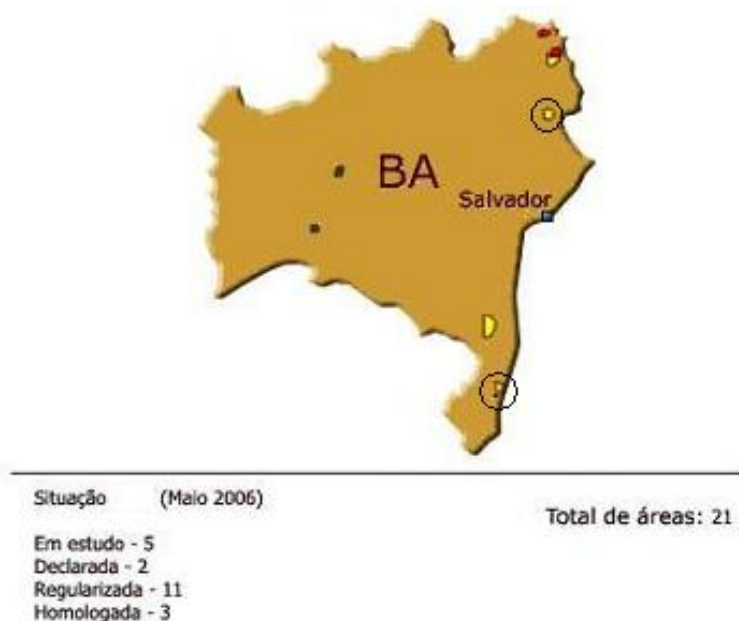 BA
Salvador
Situação (Maio 2006)
Total de áreas: 21
Em estudo - 5
Declarada - 2
Regularizada - 11
Homologada - 3